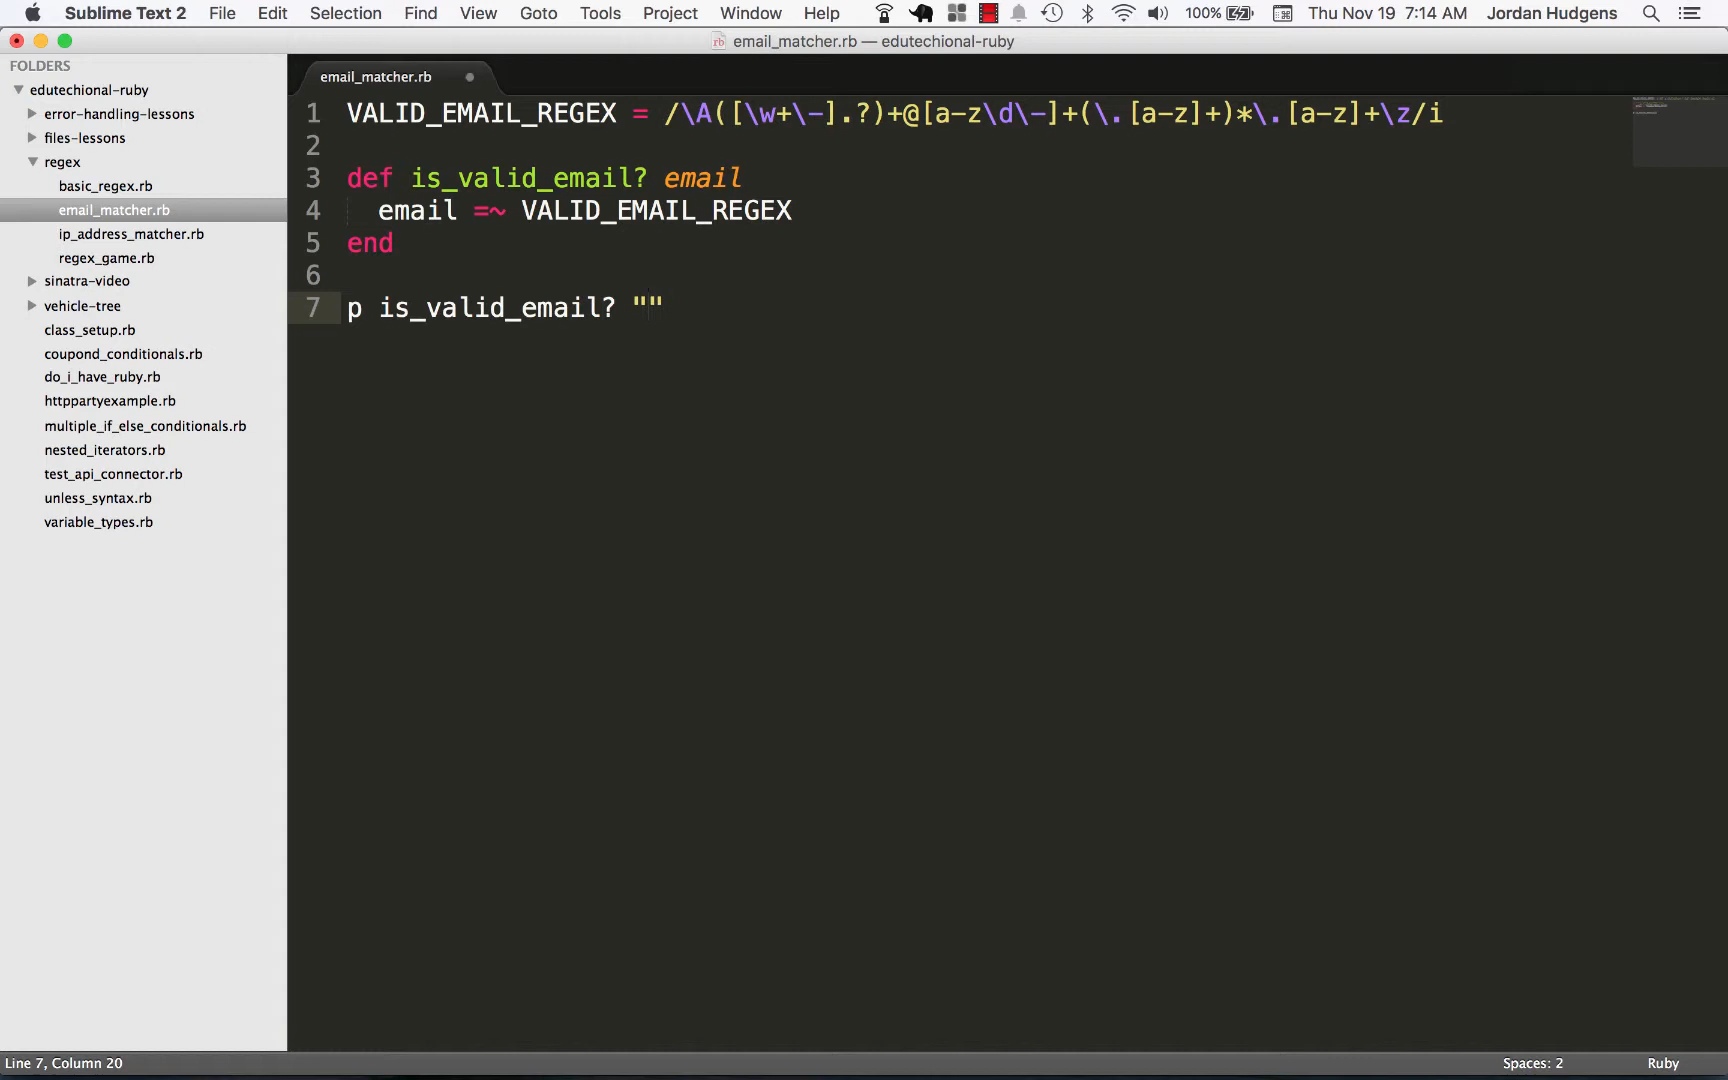 Sublime Text 2 File Edit Selection Find View Goto Tools Project Window Help 100% Thu Nov 19 7:14 AM Jordan Hudgens
email_matcher.rb — edutechional-ruby
FOLDERS
edutechional-ruby
error-handling-lessons
files-lessons
regex
basic_regex.rb
email_matcher.rb
ip_address_matcher.rb
regex_game.rb
sinatra-video
vehicle-tree
class_setup.rb
coupond_conditionals.rb
do_i_have_ruby.rb
httppartyexample.rb
multiple_if_else_conditionals.rb
nested_iterators.rb
test_api_connector.rb
unless_syntax.rb
variable_types.rb
email_matcher.rb
1 VALID_EMAIL_REGEX = /\A([\w+\-].?)+@[a-z\d\-]+(\.[a-z]+)*\.[a-z]+\z/i
2
3 def is_valid_email? email
4 email =~ VALID_EMAIL_REGEX
5 end
6
7 p is_valid_email? ""
Line 7, Column 20 Spaces: 2 Ruby